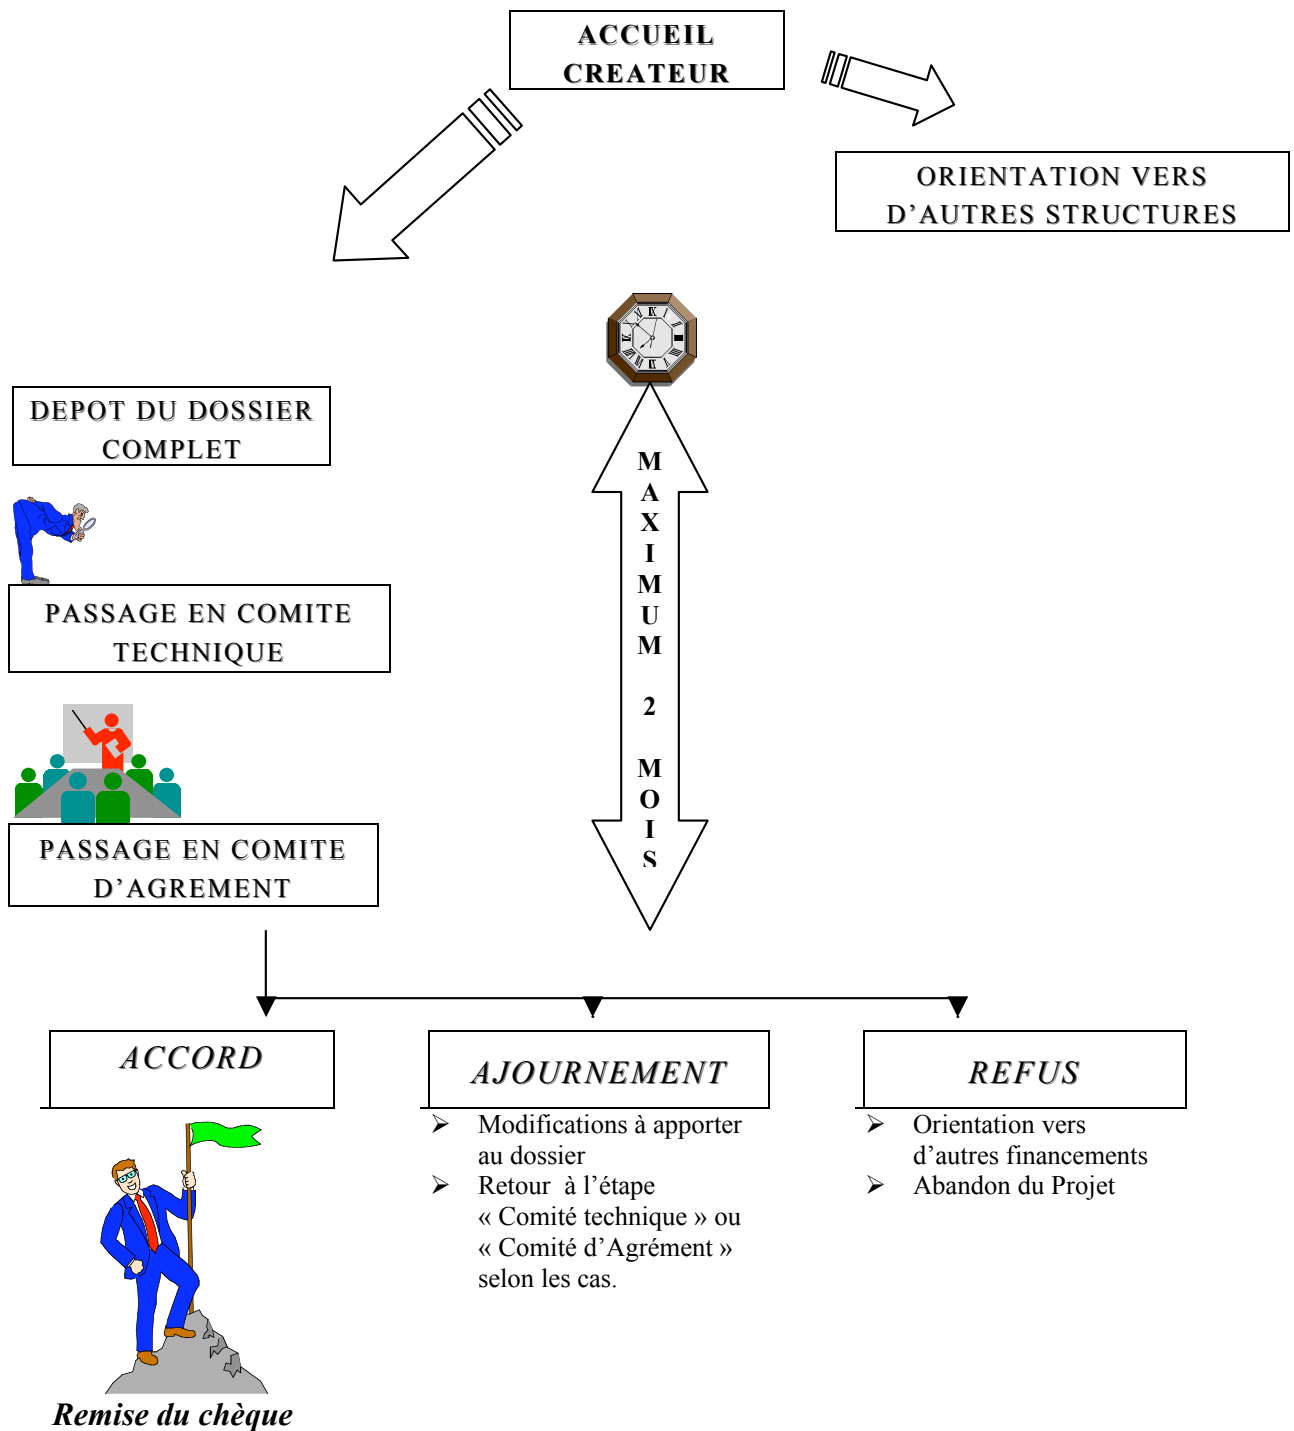 ACCUEIL
CREATEUR
ORIENTATION VERS
D’AUTRES STRUCTURES
DEPOT DU DOSSIER
COMPLET
MAXIMUM 2 MOIS
PASSAGE EN COMITE
TECHNIQUE
PASSAGE EN COMITE
D’AGREMENT
ACCORD
AJOURNEMENT
➢ Modifications à apporter
au dossier
➢ Retour à l’étape
« Comité technique » ou
« Comité d’Agrément »
selon les cas.
REFUS
➢ Orientation vers
d’autres financements
➢ Abandon du Projet
Remise du chèque